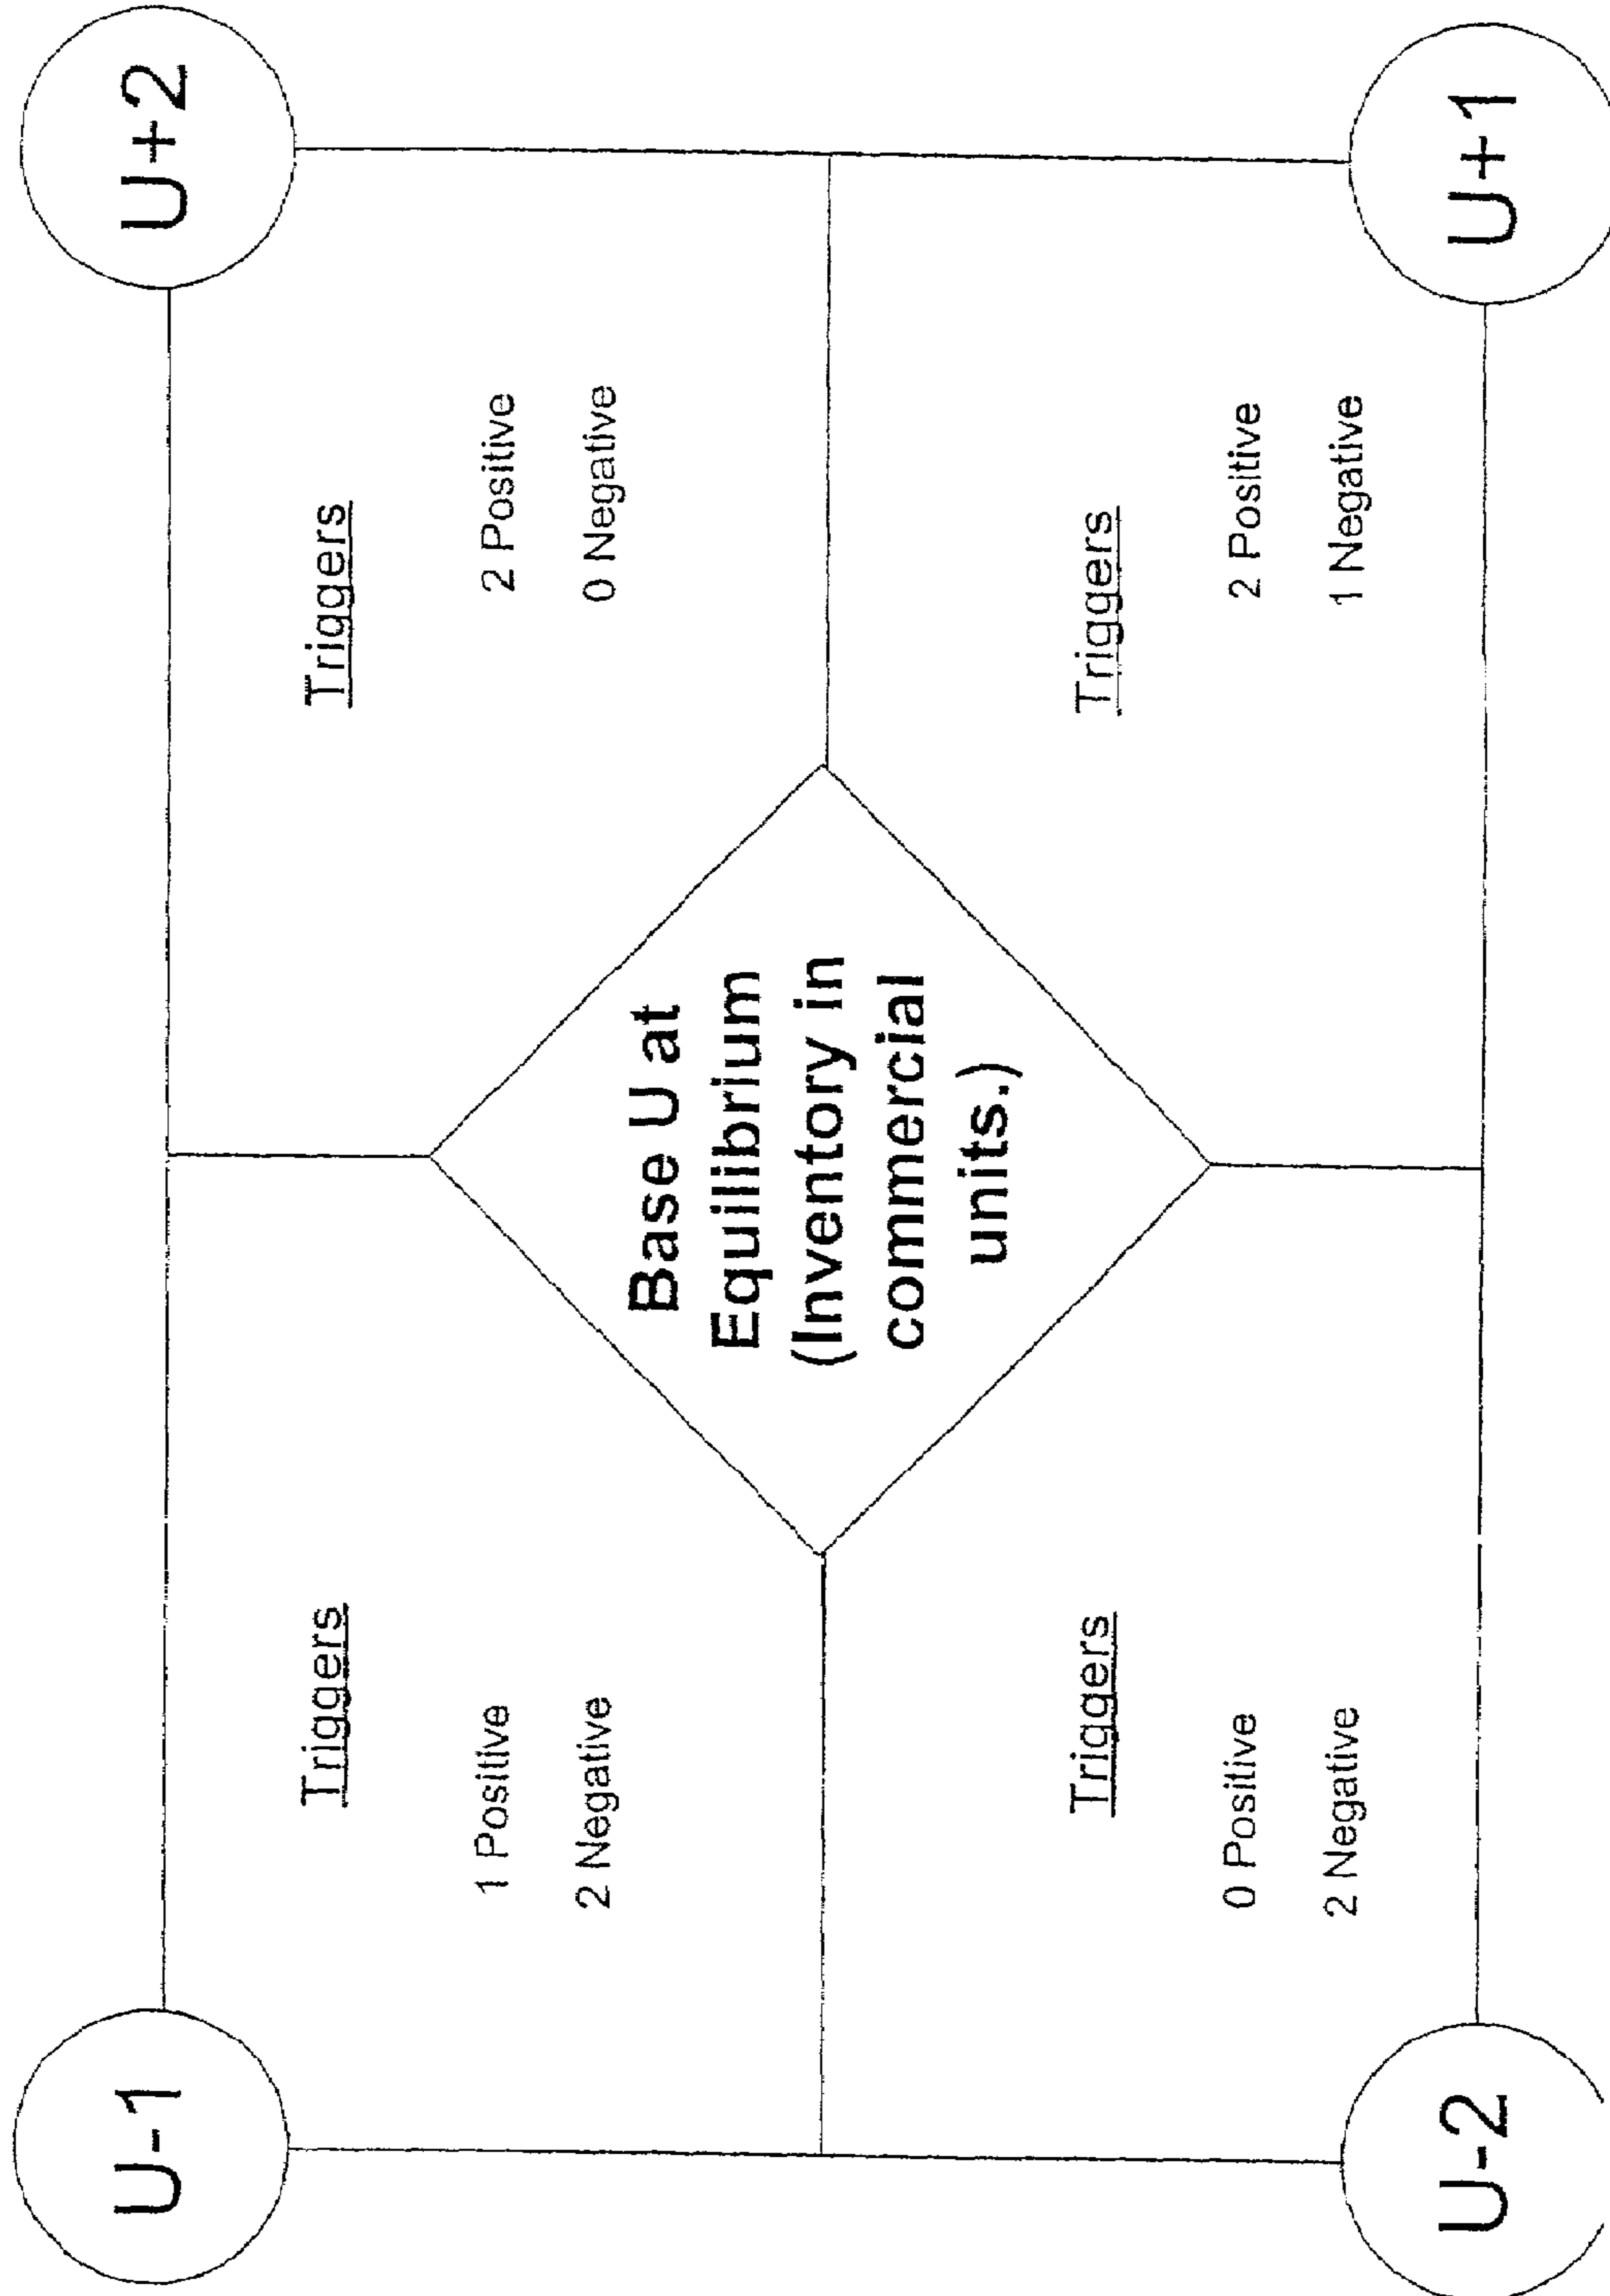 U-1
U+2
Triggers
1 Positive
2 Negative
Triggers
2 Positive
0 Negative
Base U at
Equilibrium
(Inventory in
commercial
units.)
Triggers
0 Positive
2 Negative
Triggers
2 Positive
1 Negative
U-2
U+1